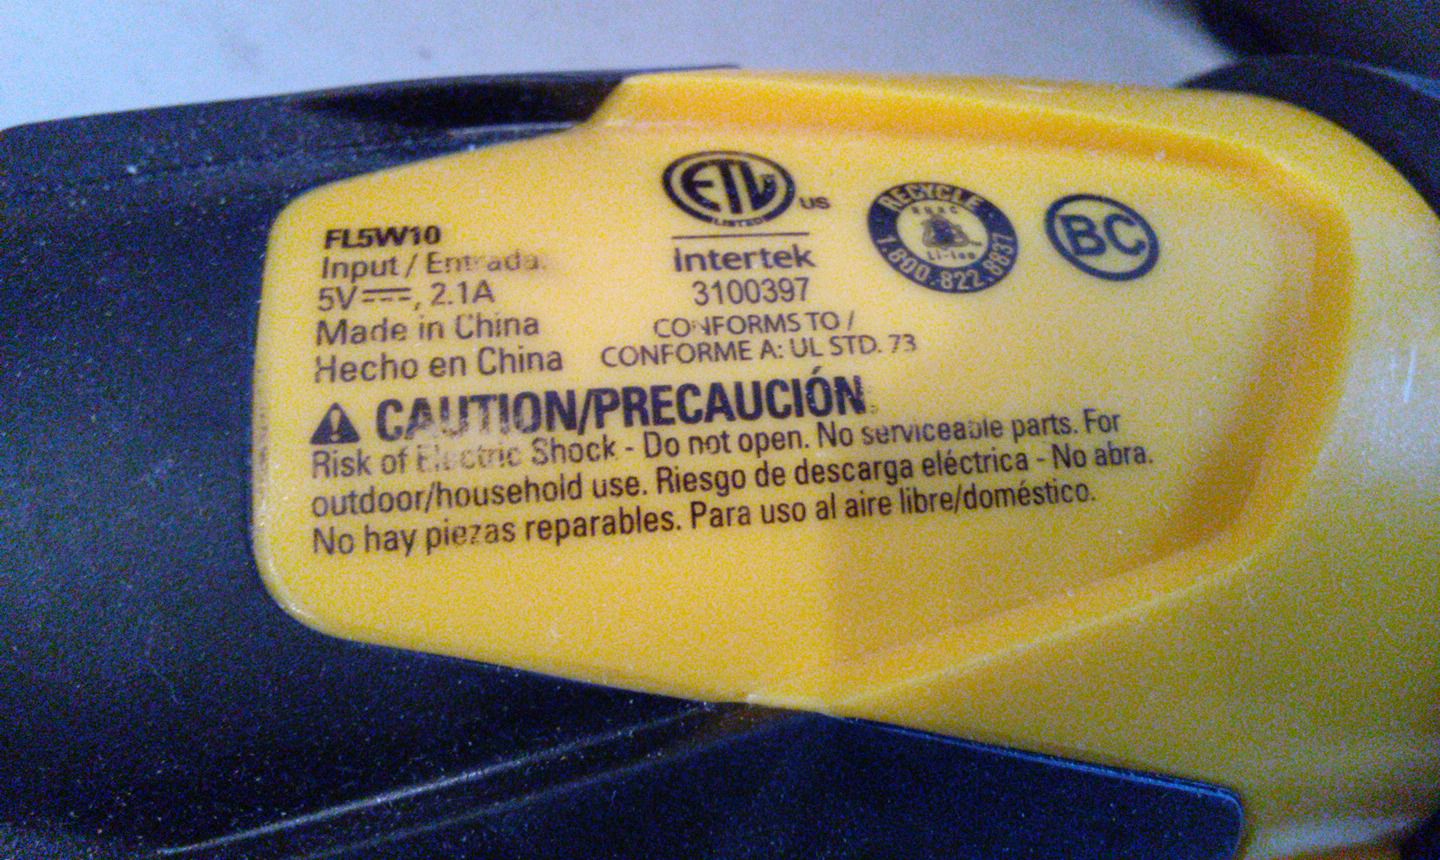 FL5W10
Input / Entrada:
5V⎓, 2.1A
Made in China
Hecho en China
ETL
LISTED
US
Intertek
3100397
CONFORMS TO /
CONFORME A: UL STD. 73
RECYCLE
RBRC
Li-Ion
1.800.822.8837
BC
CAUTION/PRECAUCIÓN:
Risk of Electric Shock - Do not open. No serviceable parts. For
outdoor/household use. Riesgo de descarga eléctrica - No abra.
No hay piezas reparables. Para uso al aire libre/doméstico.